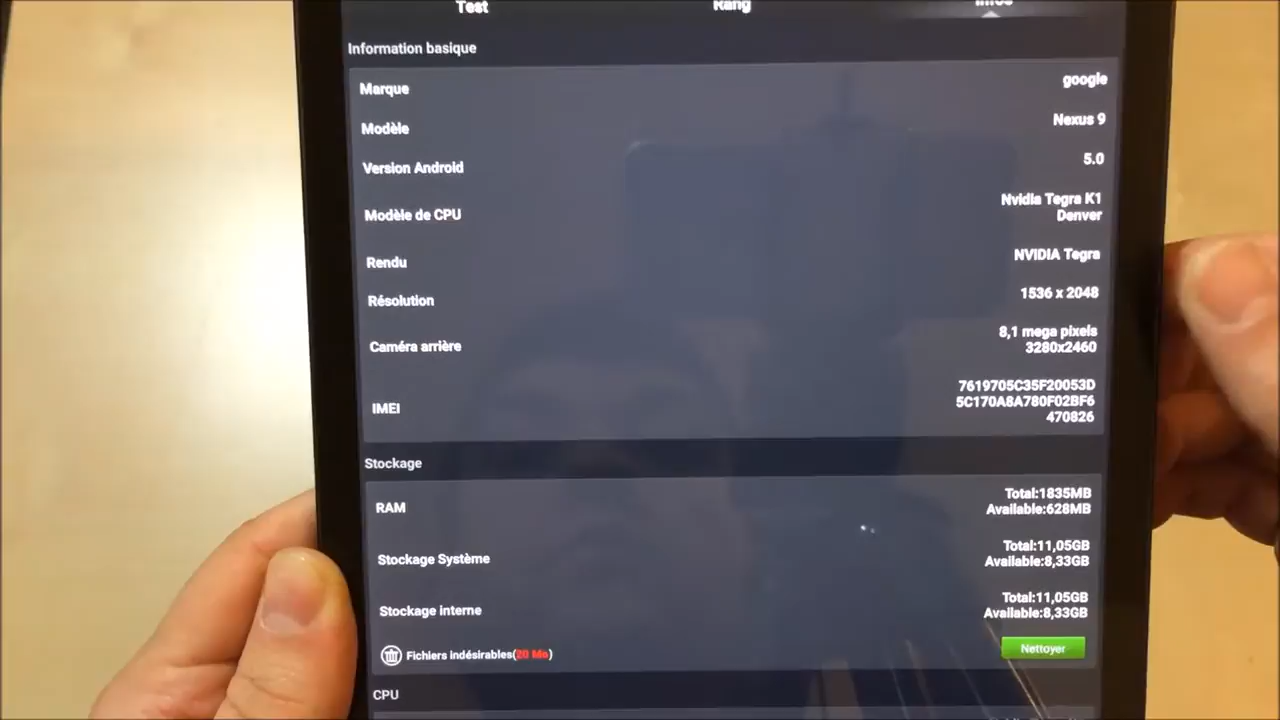 Test
Rang
Infos
Information basique
Marque
google
Modèle
Nexus 9
Version Android
5.0
Modèle de CPU
Nvidia Tegra K1
Denver
Rendu
NVIDIA Tegra
Résolution
1536 x 2048
Caméra arrière
8,1 mega pixels
3280x2460
IMEI
7619705C35F20053D
5C170A8A780F02BF6
470826
Stockage
RAM
Total:1835MB
Available:628MB
Stockage Système
Total:11,05GB
Available:8,33GB
Stockage interne
Total:11,05GB
Available:8,33GB
Fichiers indésirables(20 Mo)
Nettoyer
CPU